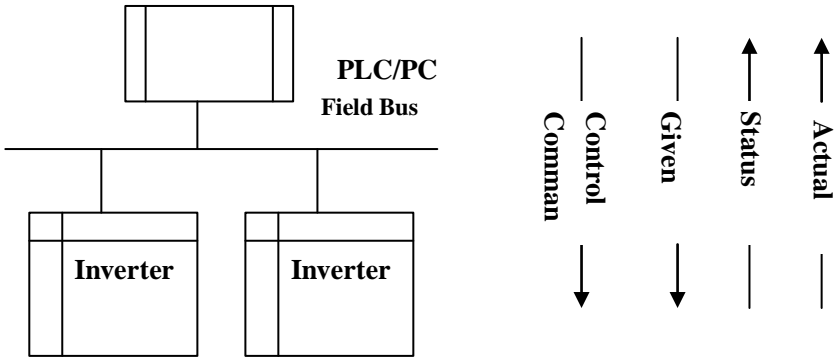 PLC/PC
Field Bus
Inverter
Inverter
Control
Comman
Given
Status
Actual